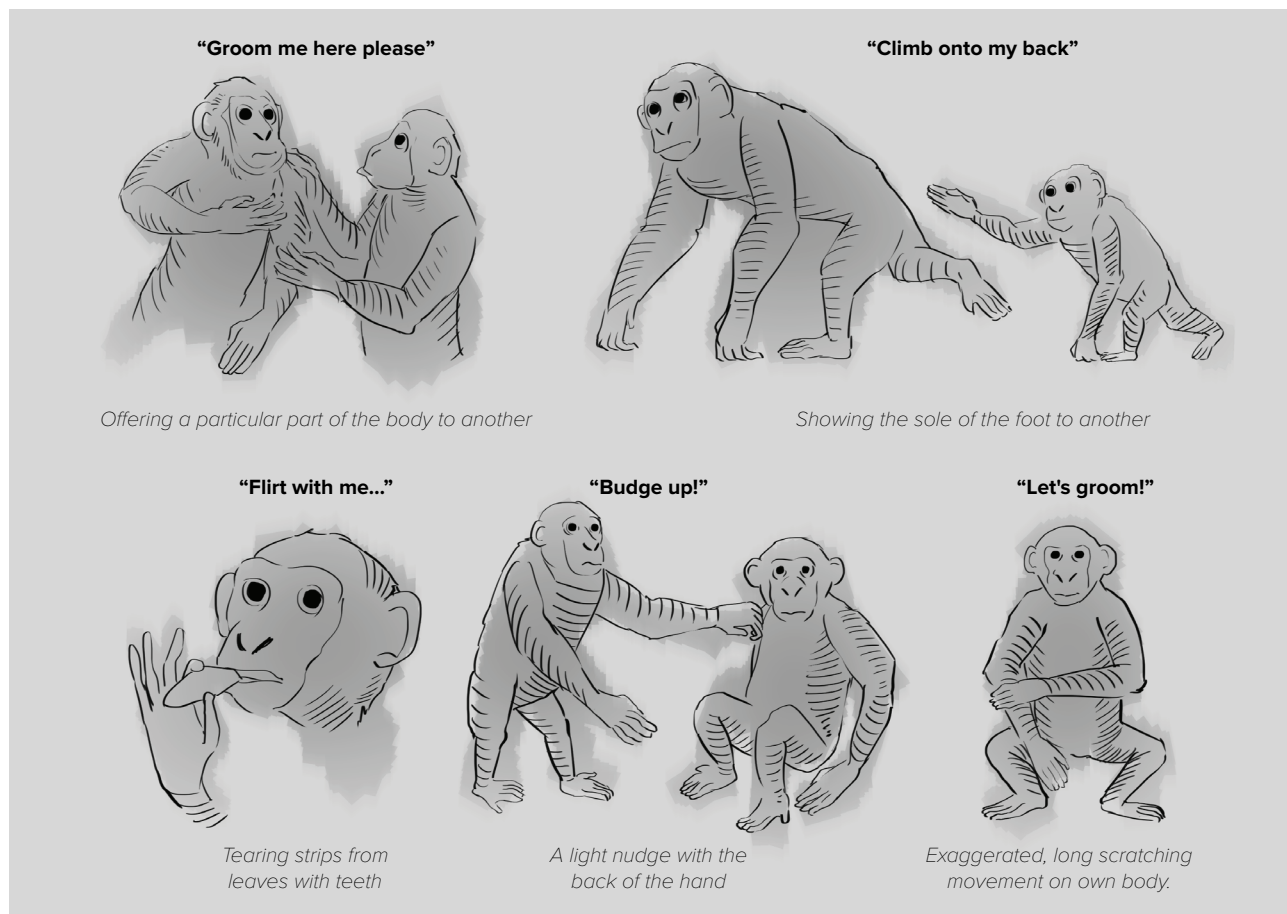 “Groom me here please”
“Climb onto my back”
Offering a particular part of the body to another
Showing the sole of the foot to another
“Flirt with me...”
“Budge up!”
“Let's groom!”
Tearing strips from
leaves with teeth
A light nudge with the
back of the hand
Exaggerated, long scratching
movement on own body.